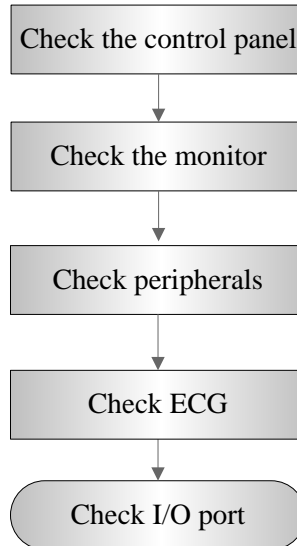 Check the control panel
Check the monitor
Check peripherals
Check ECG
Check I/O port